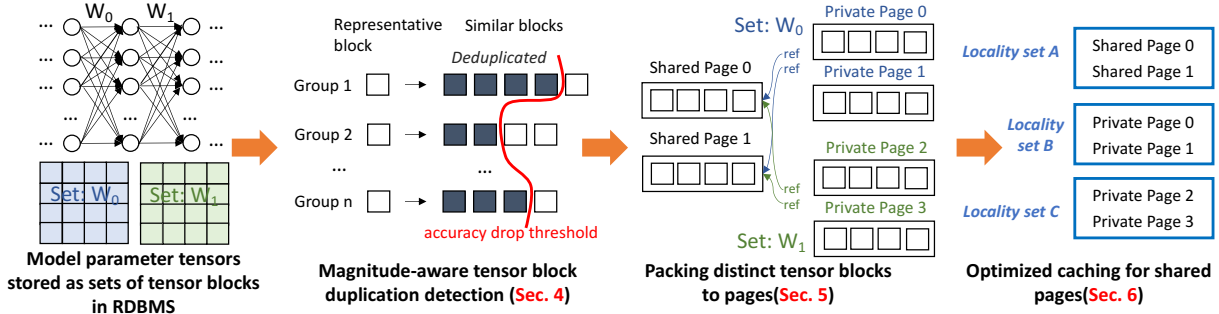 W0 W1
... ... ...
... ... ...
... ... ...
... ... ...
Set: W0
Set: W1
Model parameter tensors
stored as sets of tensor blocks
in RDBMS
Representative
block
Similar blocks
Deduplicated
Group 1
Group 2
... ...
Group n
accuracy drop threshold
Magnitude-aware tensor block
duplication detection (Sec. 4)
Set: W0
Private Page 0
ref
ref
Shared Page 0
Private Page 1
Shared Page 1
Private Page 2
ref
ref
Private Page 3
Set: W1
Packing distinct tensor blocks
to pages(Sec. 5)
Locality set A
Shared Page 0
Shared Page 1
Locality
set B
Private Page 0
Private Page 1
Locality set C
Private Page 2
Private Page 3
Optimized caching for shared
pages(Sec. 6)